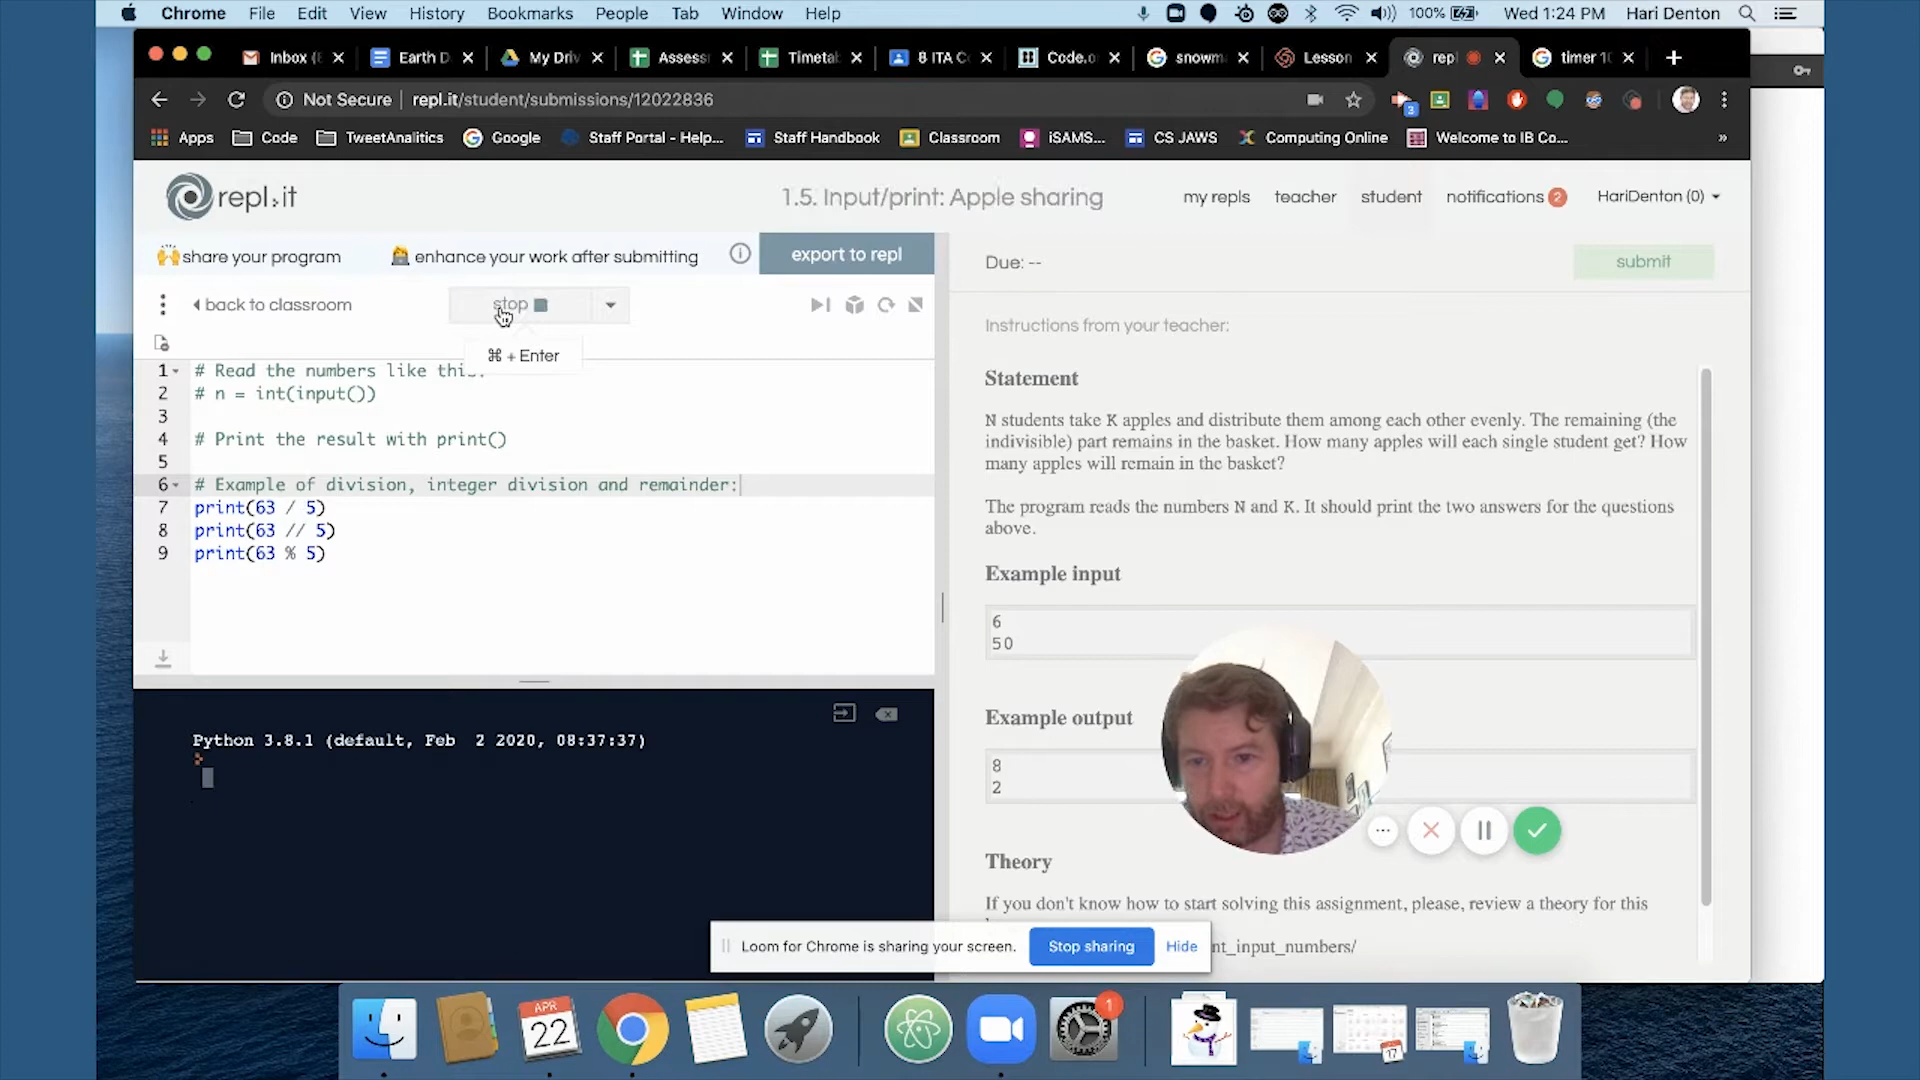 Chrome File Edit View History Bookmarks People Tab Window Help 100% Wed 1:24 PM Hari Denton
Inbox (8 Earth D My Driv Assess Timetab 8 ITA C Code.o snowm Lesson repl timer 10
Not Secure repl.it/student/submissions/12022836
3
Apps Code TweetAnalitics Google Staff Portal - Help... Staff Handbook Classroom iSAMS... CS JAWS Computing Online Welcome to IB Co... »
repl.it 1.5. Input/print: Apple sharing my repls teacher student notifications 2 HariDenton (0)
share your program enhance your work after submitting export to repl
Due: -- submit
back to classroom stop
⌘ + Enter
1 # Read the numbers like this:
2 # n = int(input())
3
4 # Print the result with print()
5
6 # Example of division, integer division and remainder:
7 print(63 / 5)
8 print(63 // 5)
9 print(63 % 5)
Python 3.8.1 (default, Feb 2 2020, 08:37:37)
Instructions from your teacher:
Statement
N students take K apples and distribute them among each other evenly. The remaining (the
indivisible) part remains in the basket. How many apples will each single student get? How
many apples will remain in the basket?
The program reads the numbers N and K. It should print the two answers for the questions
above.
Example input
6
50
Example output
8
2
Theory
If you don't know how to start solving this assignment, please, review a theory for this
nt_input_numbers/
Loom for Chrome is sharing your screen. Stop sharing Hide
APR
22
1
17